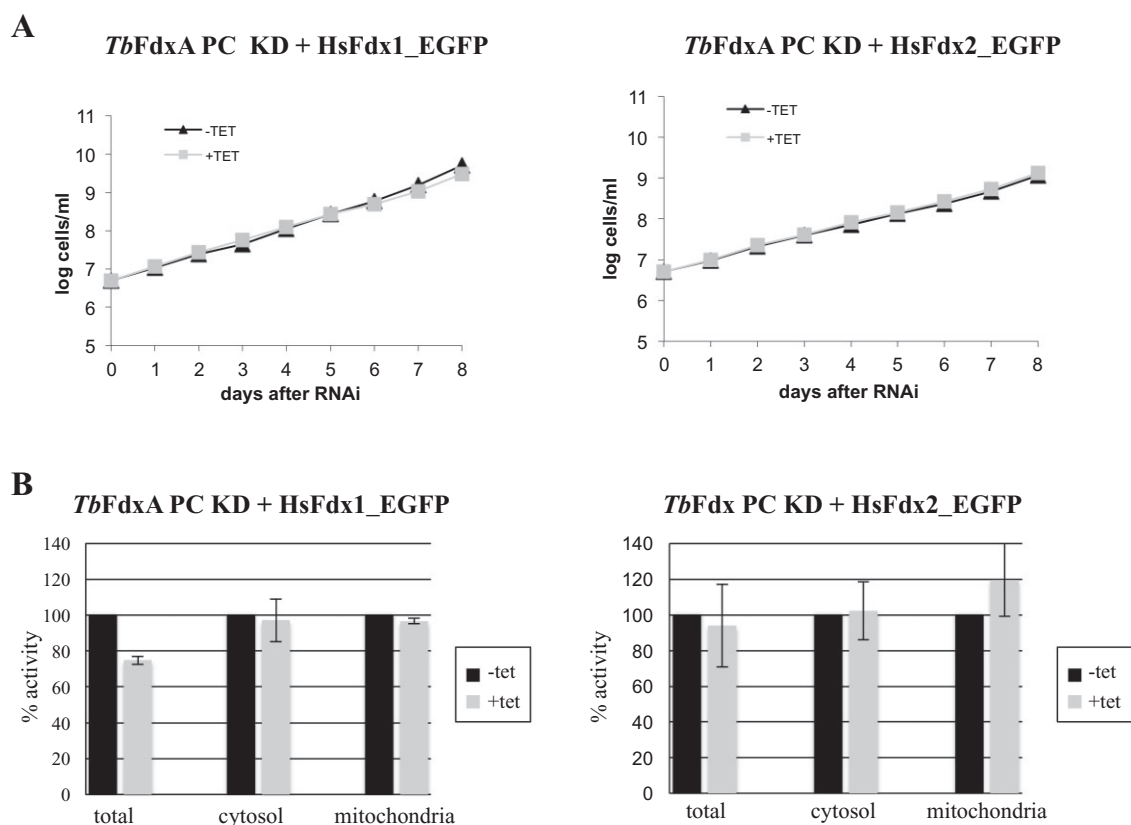 A
TbFdxA PC KD + HsFdx1_EGFP
TbFdxA PC KD + HsFdx2_EGFP
-TET
+TET
11
10
9
8
7
6
5
log cells/ml
0 1 2 3 4 5 6 7 8
days after RNAi
-TET
+TET
11
10
9
8
7
6
5
log cells/ml
0 1 2 3 4 5 6 7 8
days after RNAi
B
TbFdxA PC KD + HsFdx1_EGFP
TbFdx PC KD + HsFdx2_EGFP
140
120
100
80
60
40
20
0
% activity
total cytosol mitochondria
-tet
+tet
140
120
100
80
60
40
20
0
% activity
total cytosol mitochondria
-tet
+tet